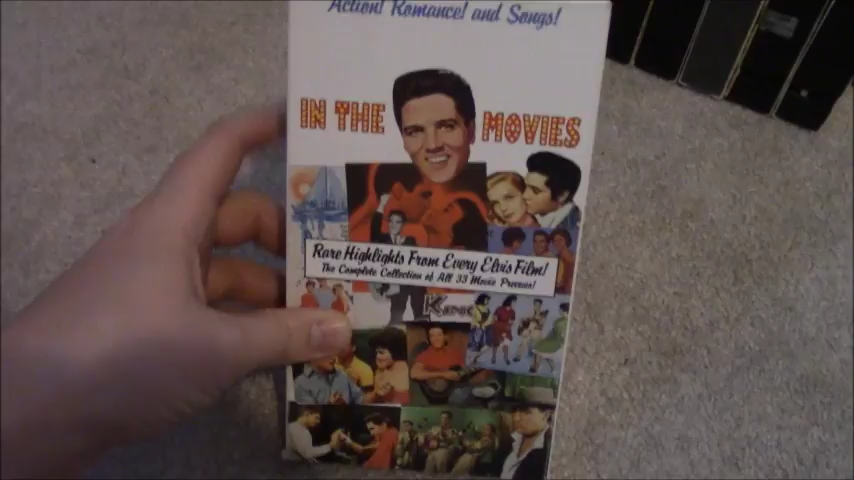 Action! Romance! and Songs!
IN THE MOVIES
Rare Highlights From Every Elvis Film!
The Complete Collection of All 33 Movie Previews!